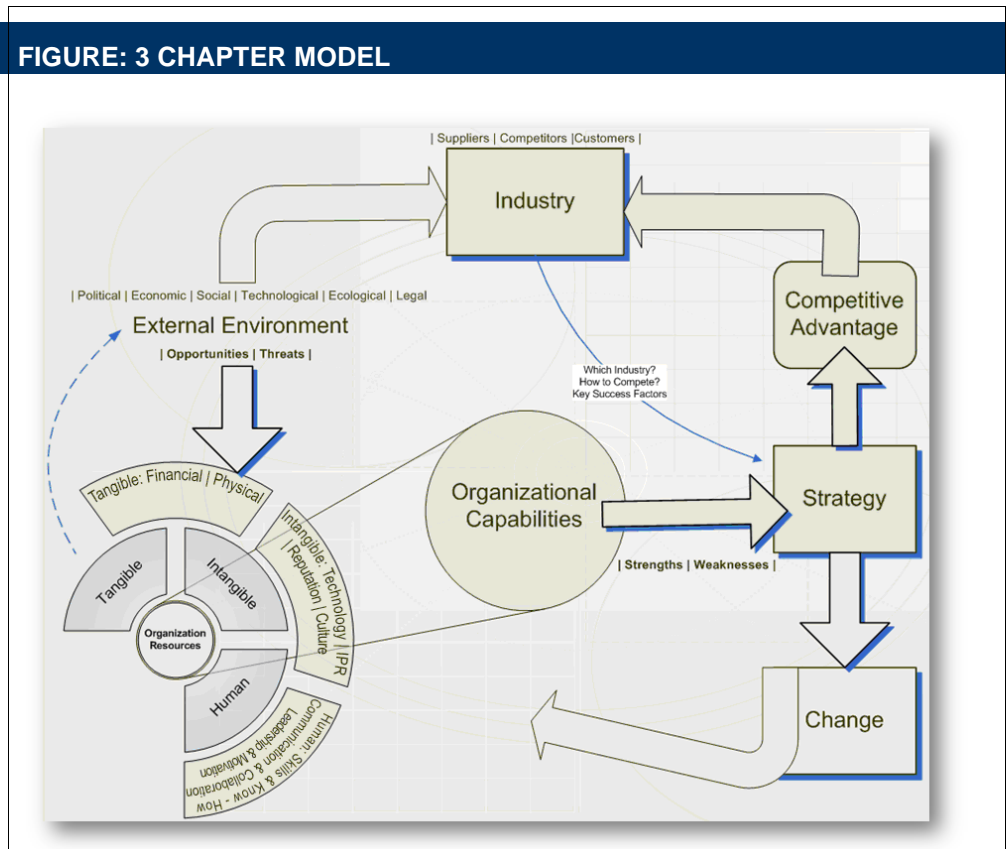 FIGURE: 3 CHAPTER MODEL
| Suppliers | Competitors |Customers |
Industry
| Political | Economic | Social | Technological | Ecological | Legal
External Environment
| Opportunities | Threats |
Competitive
Advantage
Which Industry?
How to Compete?
Key Success Factors
Organizational
Capabilities
Strategy
| Strengths | Weaknesses |
Tangible: Financial | Physical
Intangible: Technology | IPR
| Reputation | Culture
Tangible
Intangible
Organization
Resources
Human
Human: Skills & Know - How
Communication & Collaboration
Leadership & Motivation
Change